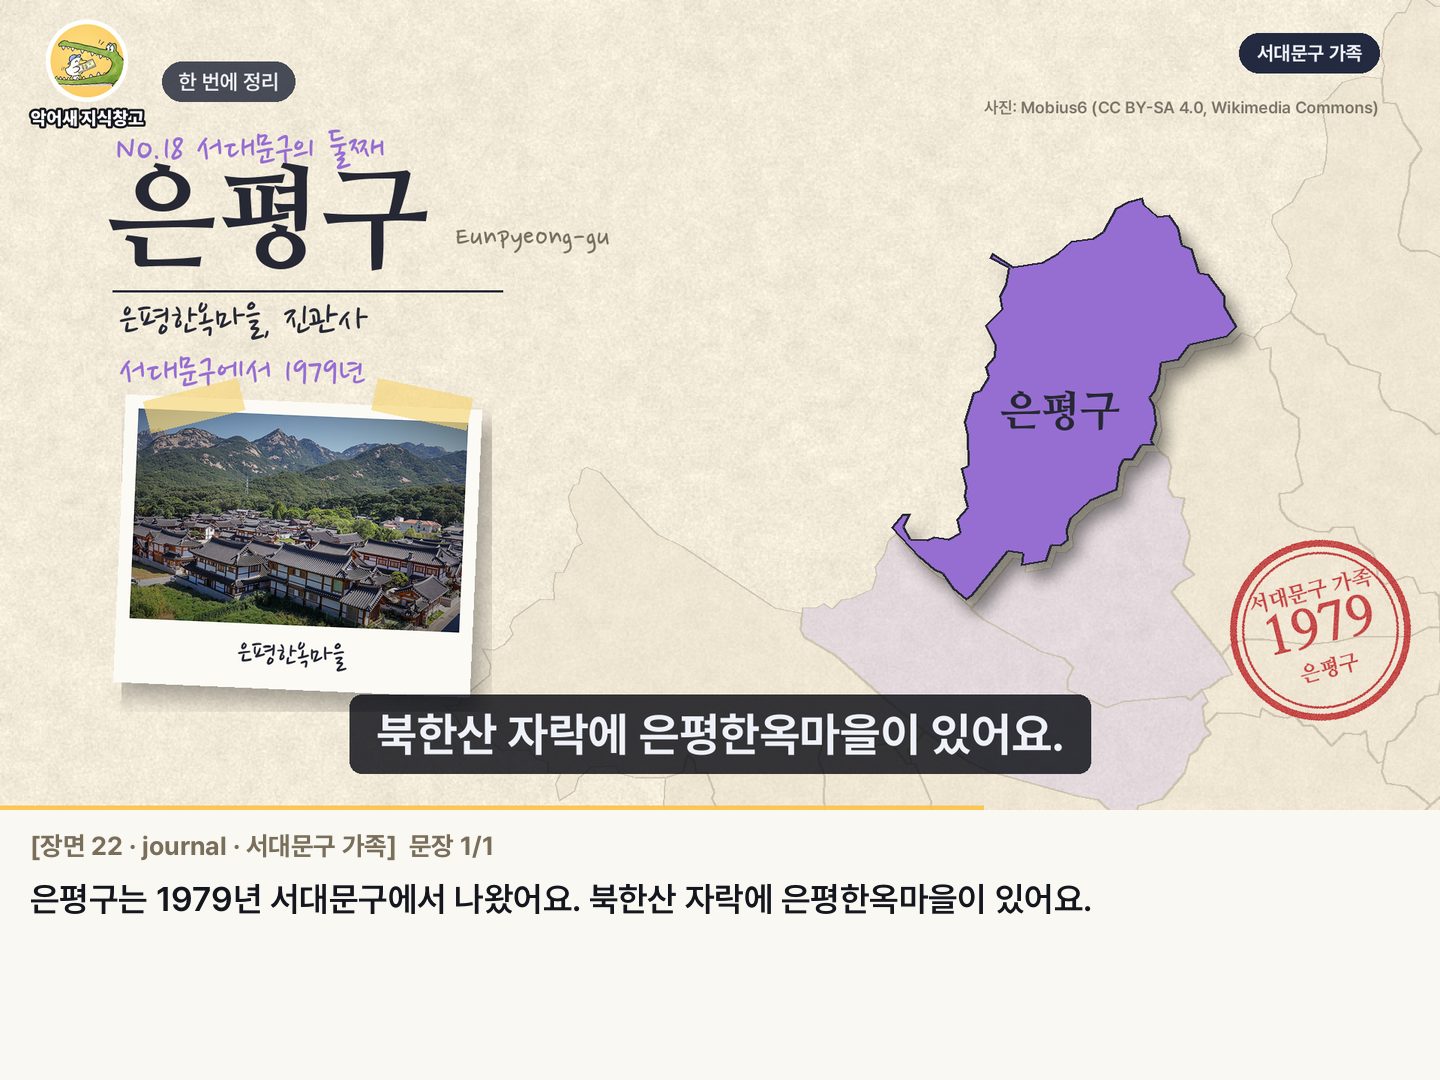 악어새 지식창고
한 번에 정리
서대문구 가족
사진: Mobius6 (CC BY-SA 4.0, Wikimedia Commons)
NO.18 서대문구의 둘째
은평구
Eunpyeong-gu
은평한옥마을, 진관사
서대문구에서 1979년
은평한옥마을
은평구
서대문구 가족
1979
은평구
북한산 자락에 은평한옥마을이 있어요.
[장면 22 · journal · 서대문구 가족] 문장 1/1
은평구는 1979년 서대문구에서 나왔어요. 북한산 자락에 은평한옥마을이 있어요.